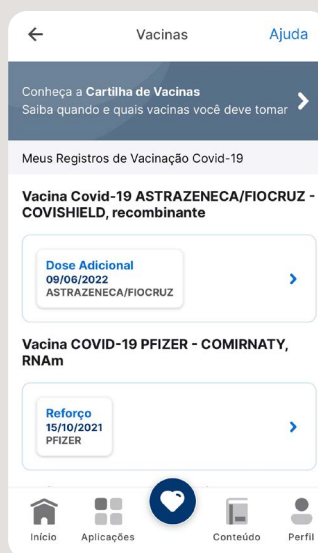 Vacinas
Ajuda
Conheça a Cartilha de Vacinas
Saiba quando e quais vacinas você deve tomar
Meus Registros de Vacinação Covid-19
Vacina Covid-19 ASTRAZENECA/FIOCRUZ -
COVISHIELD, recombinante
Dose Adicional
09/06/2022
ASTRAZENECA/FIOCRUZ
Vacina COVID-19 PFIZER - COMIRNATY,
RNAm
Reforço
15/10/2021
PFIZER
Início
Aplicações
Conteúdo
Perfil